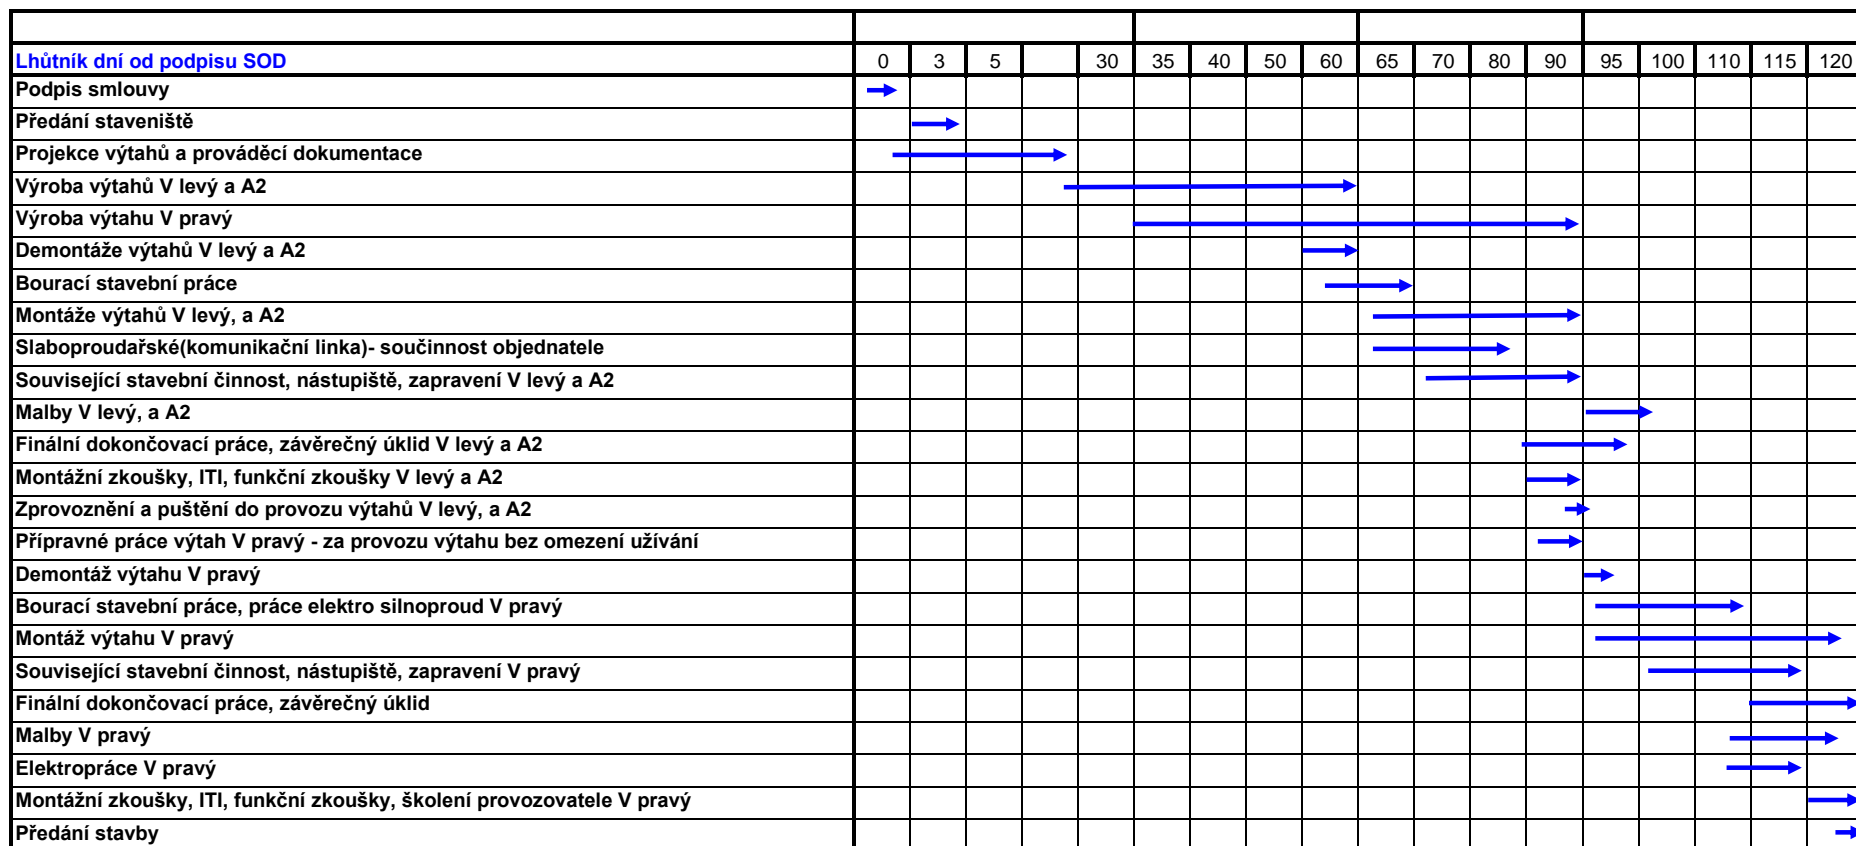 Lhůtník dní od podpisu SOD 0 3 5 30 35 40 50 60 65 70 80 90 95 100 110 115 120
Podpis smlouvy
Předání staveniště
Projekce výtahů a prováděcí dokumentace
Výroba výtahů V levý a A2
Výroba výtahu V pravý
Demontáže výtahů V levý a A2
Bourací stavební práce
Montáže výtahů V levý, a A2
Slaboproudařské(komunikační linka)- součinnost objednatele
Související stavební činnost, nástupiště, zapravení V levý a A2
Malby V levý, a A2
Finální dokončovací práce, závěrečný úklid V levý a A2
Montážní zkoušky, ITI, funkční zkoušky V levý a A2
Zprovoznění a puštění do provozu výtahů V levý, a A2
Přípravné práce výtah V pravý - za provozu výtahu bez omezení užívání
Demontáž výtahu V pravý
Bourací stavební práce, práce elektro silnoproud V pravý
Montáž výtahu V pravý
Související stavební činnost, nástupiště, zapravení V pravý
Finální dokončovací práce, závěrečný úklid
Malby V pravý
Elektropráce V pravý
Montážní zkoušky, ITI, funkční zkoušky, školení provozovatele V pravý
Předání stavby